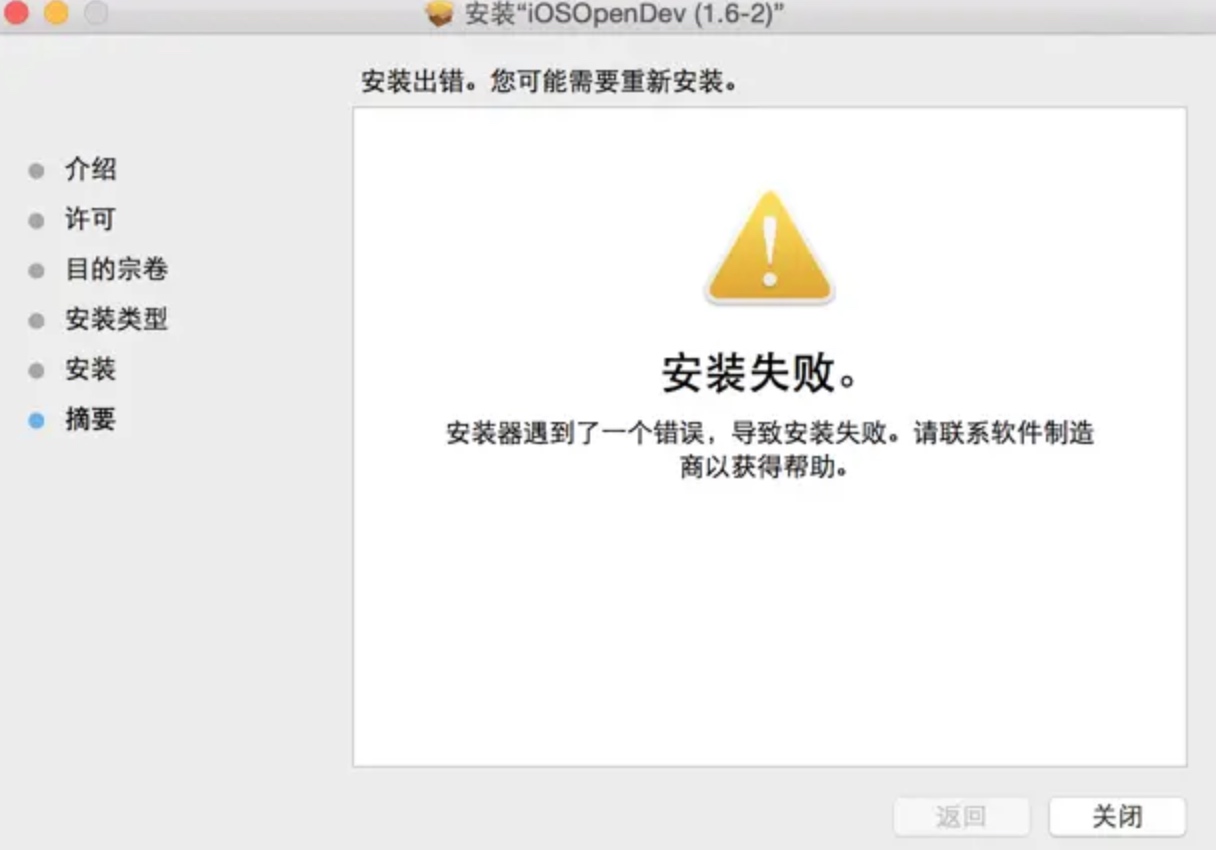 安装“iOSOpenDev (1.6-2)”
安装出错。您可能需要重新安装。
介绍
许可
目的宗卷
安装类型
安装
摘要
安装失败。
安装器遇到了一个错误，导致安装失败。请联系软件制造
商以获得帮助。
返回
关闭